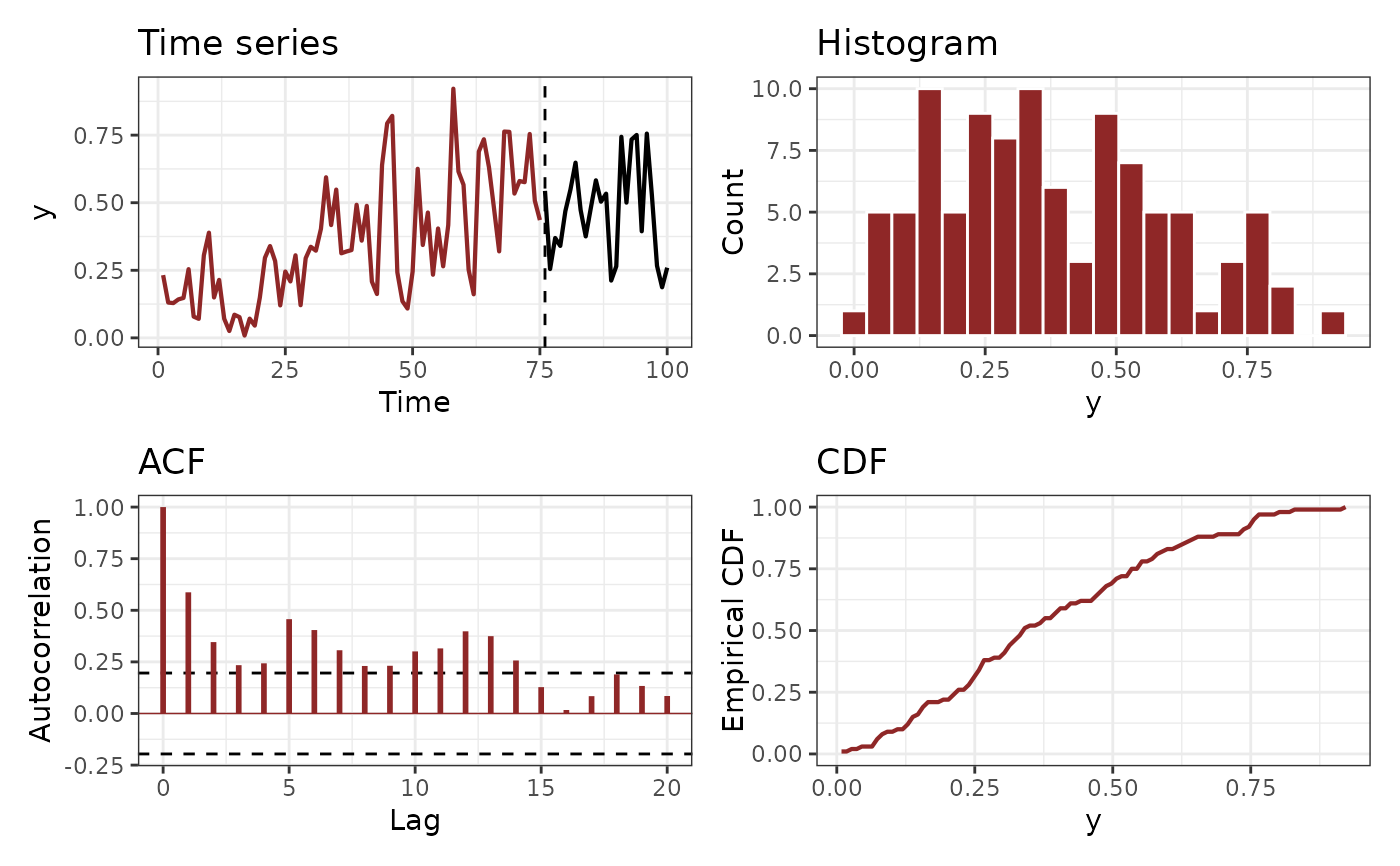 Time series
y
0.75
0.50
0.25
0.00
0 25 50 75 100
Time
Histogram
Count
10.0
7.5
5.0
2.5
0.0
0.00 0.25 0.50 0.75
y
ACF
Autocorrelation
1.00
0.75
0.50
0.25
0.00
-0.25
0 5 10 15 20
Lag
CDF
Empirical CDF
1.00
0.75
0.50
0.25
0.00
0.00 0.25 0.50 0.75
y